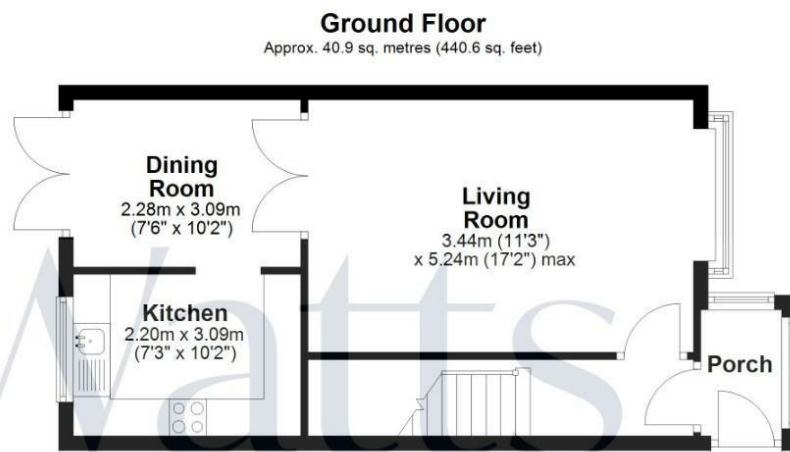 Ground Floor
Approx. 40.9 sq. metres (440.6 sq. feet)
Dining
Room
2.28m x 3.09m
(7'6" x 10'2")
Living
Room
3.44m (11'3")
x 5.24m (17'2") max
Kitchen
2.20m x 3.09m
(7'3" x 10'2")
Porch
Watts